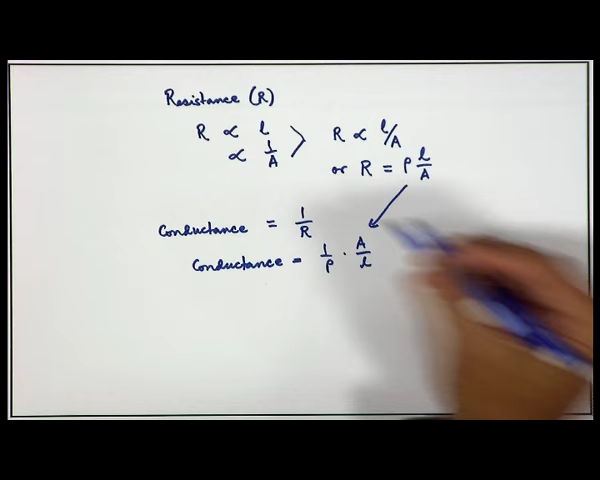 Resistance (R)
R ∝ l
∝ 1/A
R ∝ l/A
or R = ρ l/A
Conductance = 1/R
Conductance = 1/ρ · A/l